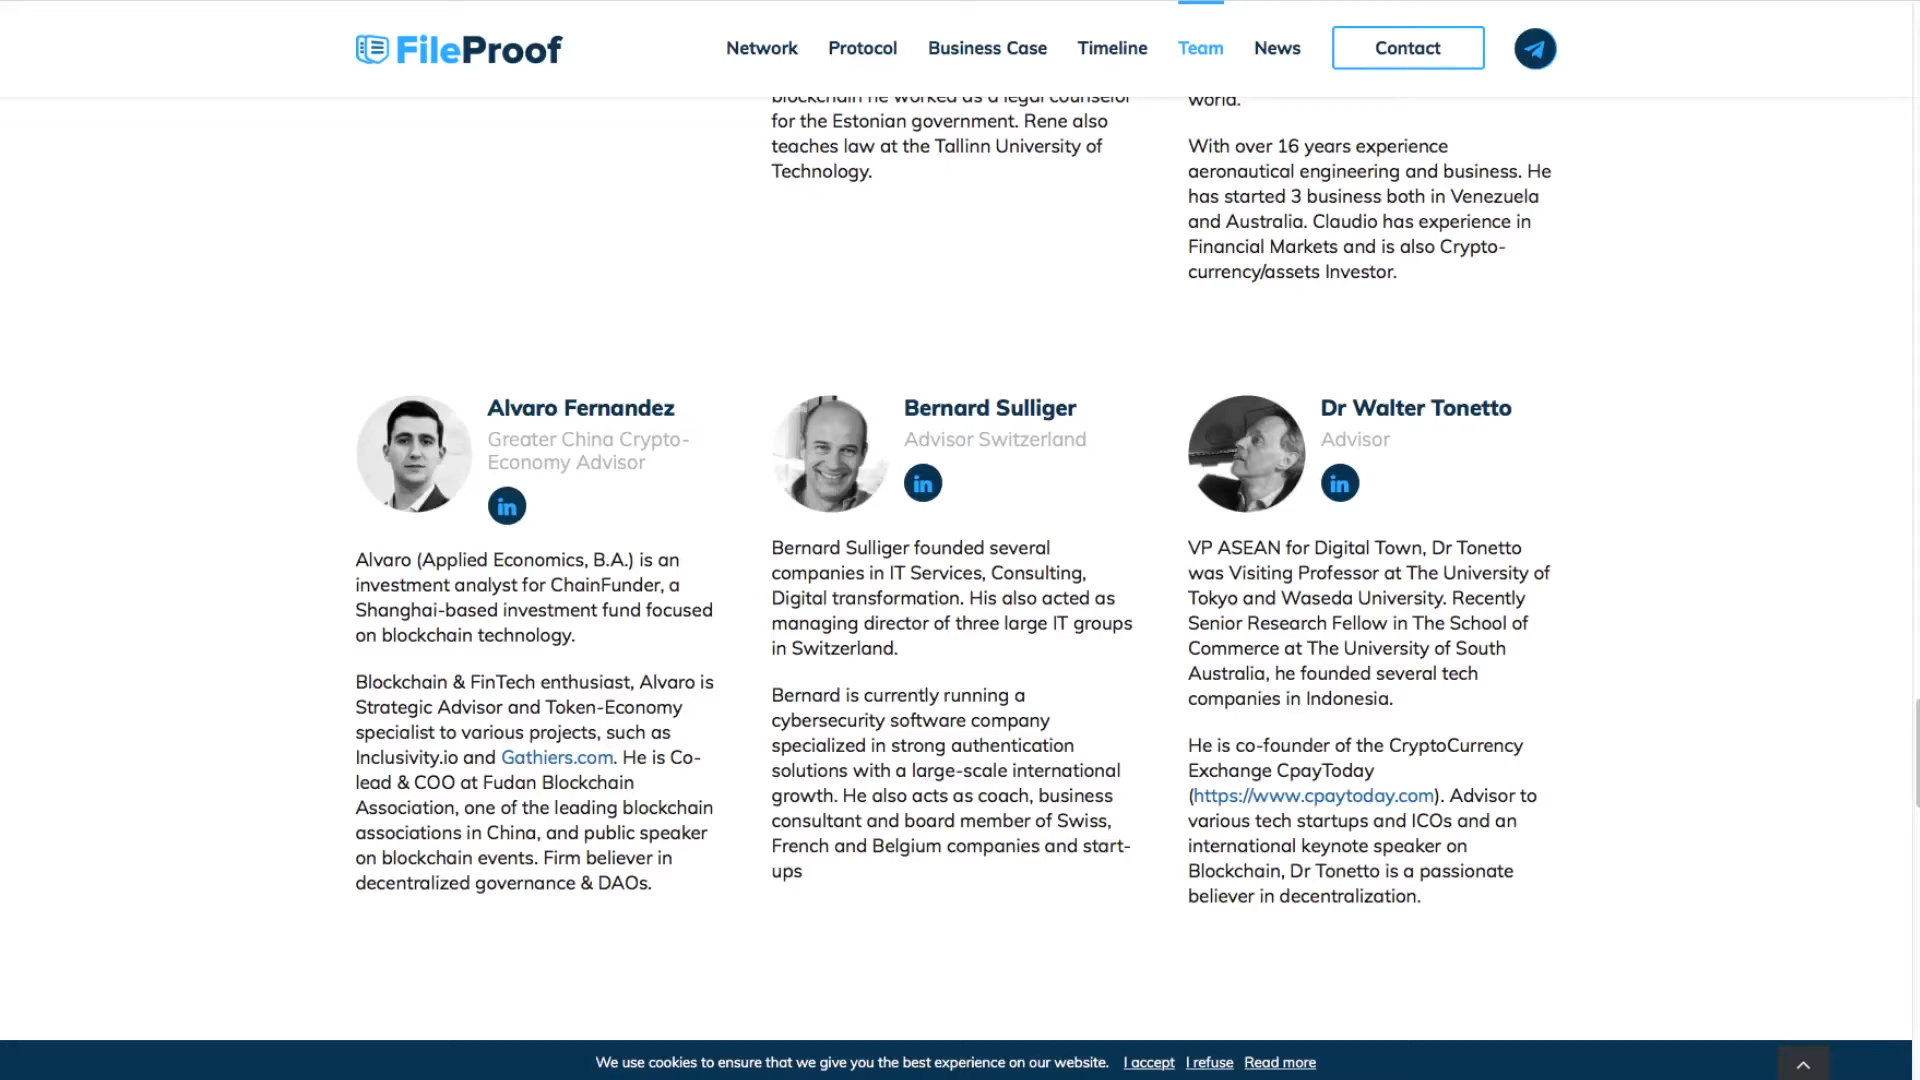 FileProof
Network Protocol Business Case Timeline Team News Contact
blockchain he worked as a legal counselor
for the Estonian government. Rene also
teaches law at the Tallinn University of
Technology.
world.
With over 16 years experience
aeronautical engineering and business. He
has started 3 business both in Venezuela
and Australia. Claudio has experience in
Financial Markets and is also Crypto-
currency/assets Investor.
Alvaro Fernandez
Greater China Crypto-
Economy Advisor
in
Alvaro (Applied Economics, B.A.) is an
investment analyst for ChainFunder, a
Shanghai-based investment fund focused
on blockchain technology.
Blockchain & FinTech enthusiast, Alvaro is
Strategic Advisor and Token-Economy
specialist to various projects, such as
Inclusivity.io and Gathiers.com. He is Co-
lead & COO at Fudan Blockchain
Association, one of the leading blockchain
associations in China, and public speaker
on blockchain events. Firm believer in
decentralized governance & DAOs.
Bernard Sulliger
Advisor Switzerland
in
Bernard Sulliger founded several
companies in IT Services, Consulting,
Digital transformation. His also acted as
managing director of three large IT groups
in Switzerland.
Bernard is currently running a
cybersecurity software company
specialized in strong authentication
solutions with a large-scale international
growth. He also acts as coach, business
consultant and board member of Swiss,
French and Belgium companies and start-
ups
Dr Walter Tonetto
Advisor
in
VP ASEAN for Digital Town, Dr Tonetto
was Visiting Professor at The University of
Tokyo and Waseda University. Recently
Senior Research Fellow in The School of
Commerce at The University of South
Australia, he founded several tech
companies in Indonesia.
He is co-founder of the CryptoCurrency
Exchange CpayToday
(https://www.cpaytoday.com). Advisor to
various tech startups and ICOs and an
international keynote speaker on
Blockchain, Dr Tonetto is a passionate
believer in decentralization.
We use cookies to ensure that we give you the best experience on our website. I accept I refuse Read more